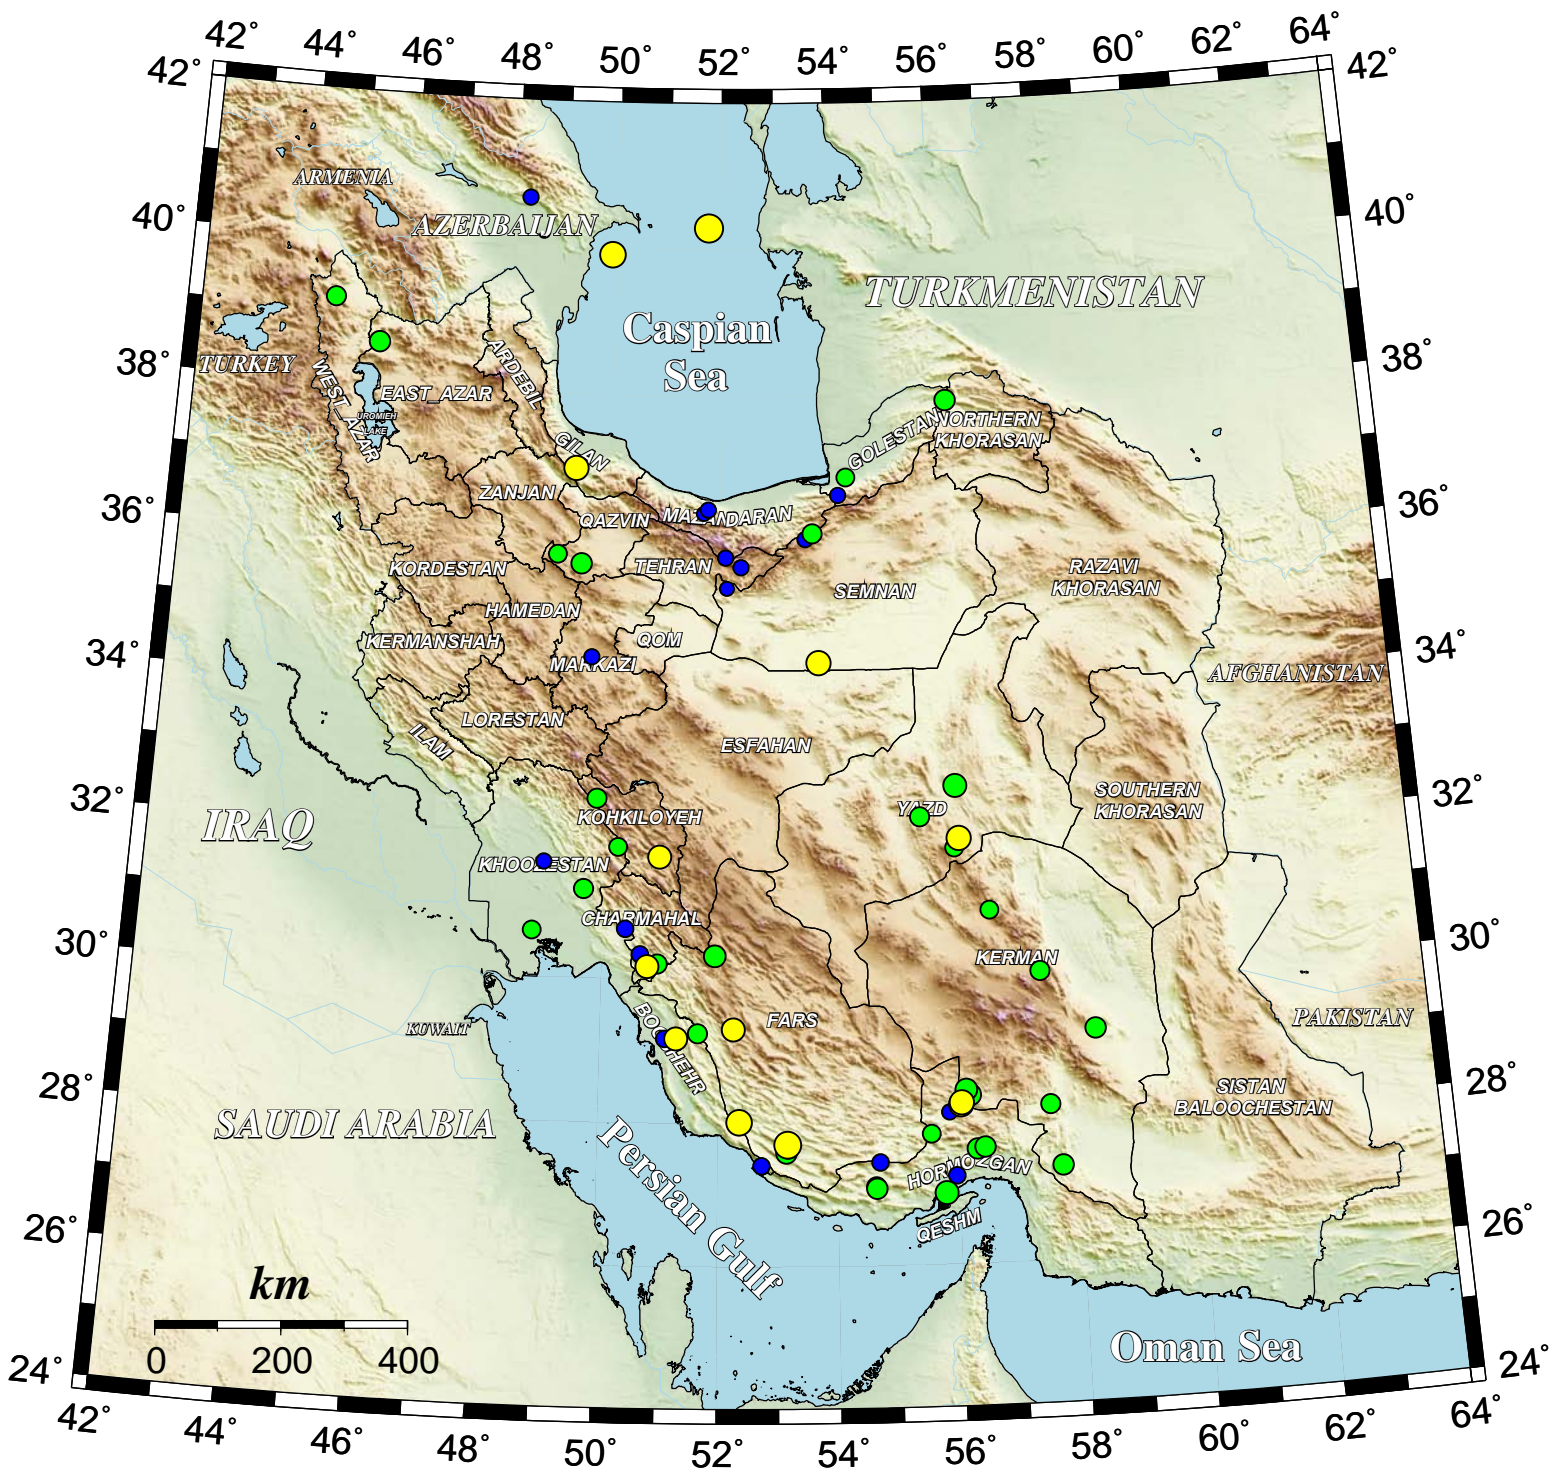 42° 44° 46° 48° 50° 52° 54° 56° 58° 60° 62° 64°
42° 42°
ARMENIA
AZERBAIJAN
40° 40°
TURKMENISTAN
Caspian
Sea
38° 38°
TURKEY
WEST_AZAR
EAST_AZAR
ARDEBIL
UROMIEH
LAKE
GILAN
GOLESTAN
NORTHERN
KHORASAN
36° 36°
ZANJAN
QAZVIN
MAZANDARAN
KORDESTAN
TEHRAN
SEMNAN
RAZAVI
KHORASAN
HAMEDAN
34° 34°
KERMANSHAH
QOM
MARKAZI
AFGHANISTAN
LORESTAN
ILAM
ESFAHAN
32° 32°
IRAQ
KOHKILOYEH
YAZD
SOUTHERN
KHORASAN
KHOOZESTAN
CHARMAHAL
30° 30°
KERMAN
KUWAIT
BOOSHEHR
FARS
PAKISTAN
28° 28°
SAUDI ARABIA
Persian Gulf
SISTAN
BALOOCHESTAN
HORMOZGAN
QESHM
26° 26°
km
0 200 400
Oman Sea
24° 24°
42° 44° 46° 48° 50° 52° 54° 56° 58° 60° 62° 64°